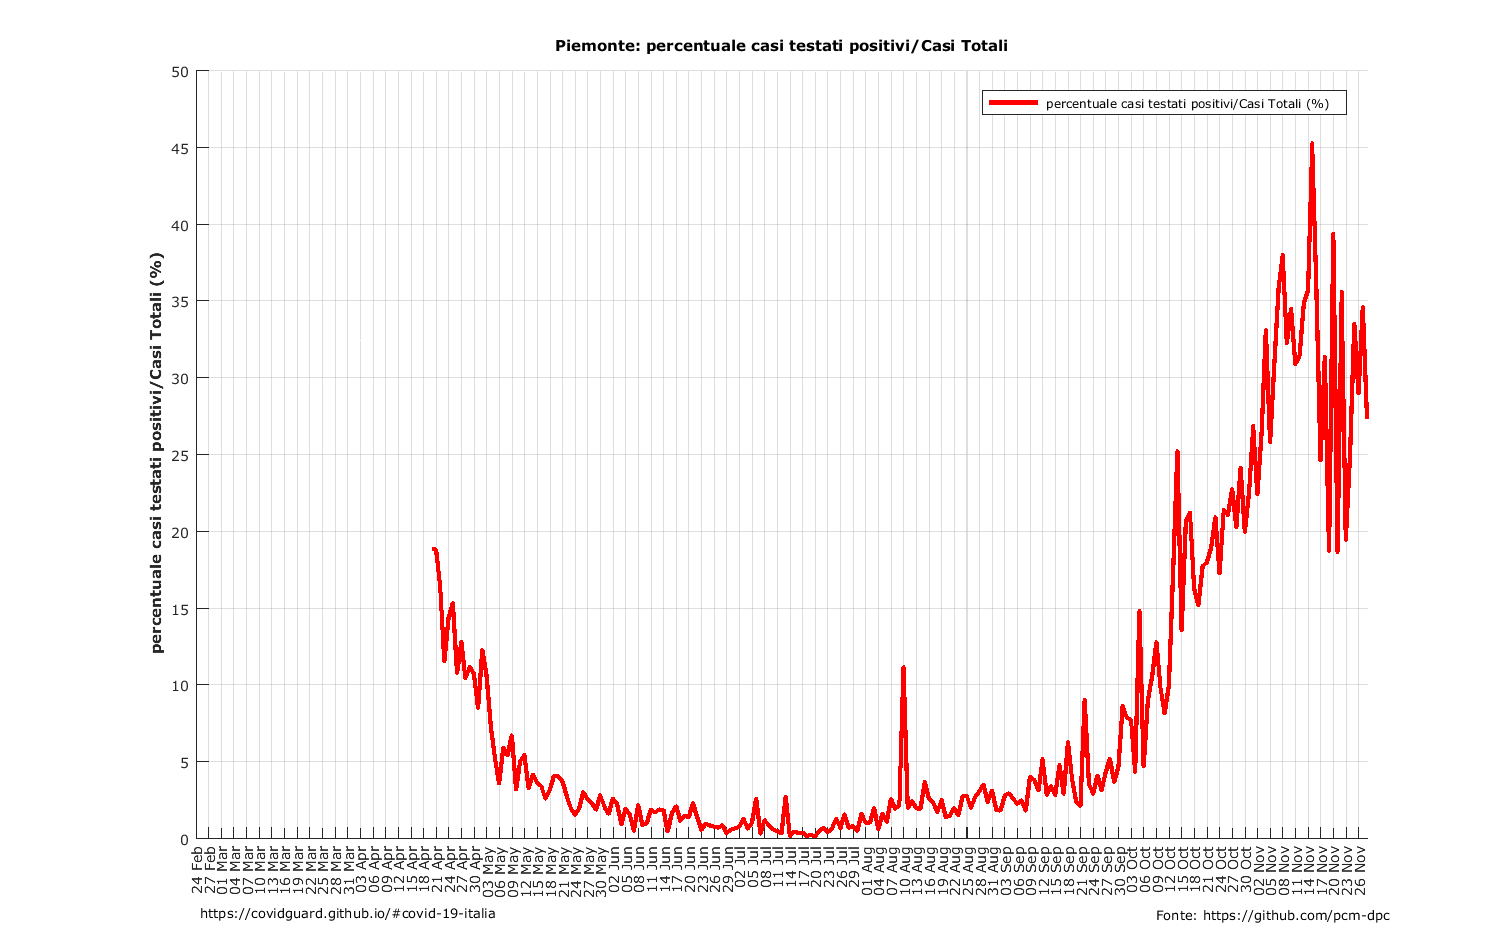 Piemonte: percentuale casi testati positivi/Casi Totali
percentuale casi testati positivi/Casi Totali (%)
percentuale casi testati positivi/Casi Totali (%)
50
45
40
35
30
25
20
15
10
5
0
24 Feb
27 Feb
01 Mar
04 Mar
07 Mar
10 Mar
13 Mar
16 Mar
19 Mar
22 Mar
25 Mar
28 Mar
31 Mar
03 Apr
06 Apr
09 Apr
12 Apr
15 Apr
18 Apr
21 Apr
24 Apr
27 Apr
30 Apr
03 May
06 May
09 May
12 May
15 May
18 May
21 May
24 May
27 May
30 May
02 Jun
05 Jun
08 Jun
11 Jun
14 Jun
17 Jun
20 Jun
23 Jun
26 Jun
29 Jun
02 Jul
05 Jul
08 Jul
11 Jul
14 Jul
17 Jul
20 Jul
23 Jul
26 Jul
29 Jul
01 Aug
04 Aug
07 Aug
10 Aug
13 Aug
16 Aug
19 Aug
22 Aug
25 Aug
28 Aug
31 Aug
03 Sep
06 Sep
09 Sep
12 Sep
15 Sep
18 Sep
21 Sep
24 Sep
27 Sep
30 Sep
03 Oct
06 Oct
09 Oct
12 Oct
15 Oct
18 Oct
21 Oct
24 Oct
27 Oct
30 Oct
02 Nov
05 Nov
08 Nov
11 Nov
14 Nov
17 Nov
20 Nov
23 Nov
26 Nov
https://covidguard.github.io/#covid-19-italia
Fonte: https://github.com/pcm-dpc